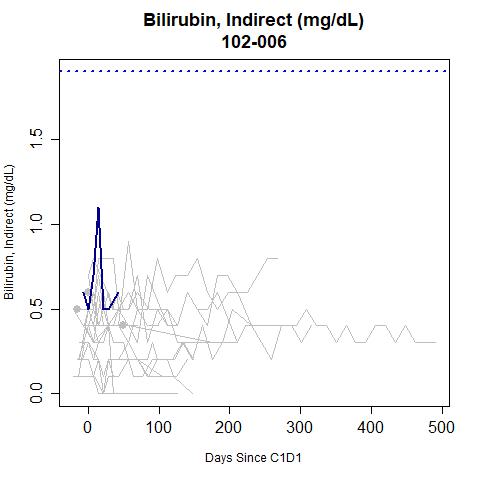 Bilirubin, Indirect (mg/dL)
102-006
Bilirubin, Indirect (mg/dL)
1.5
1.0
0.5
0.0
0 100 200 300 400 500
Days Since C1D1